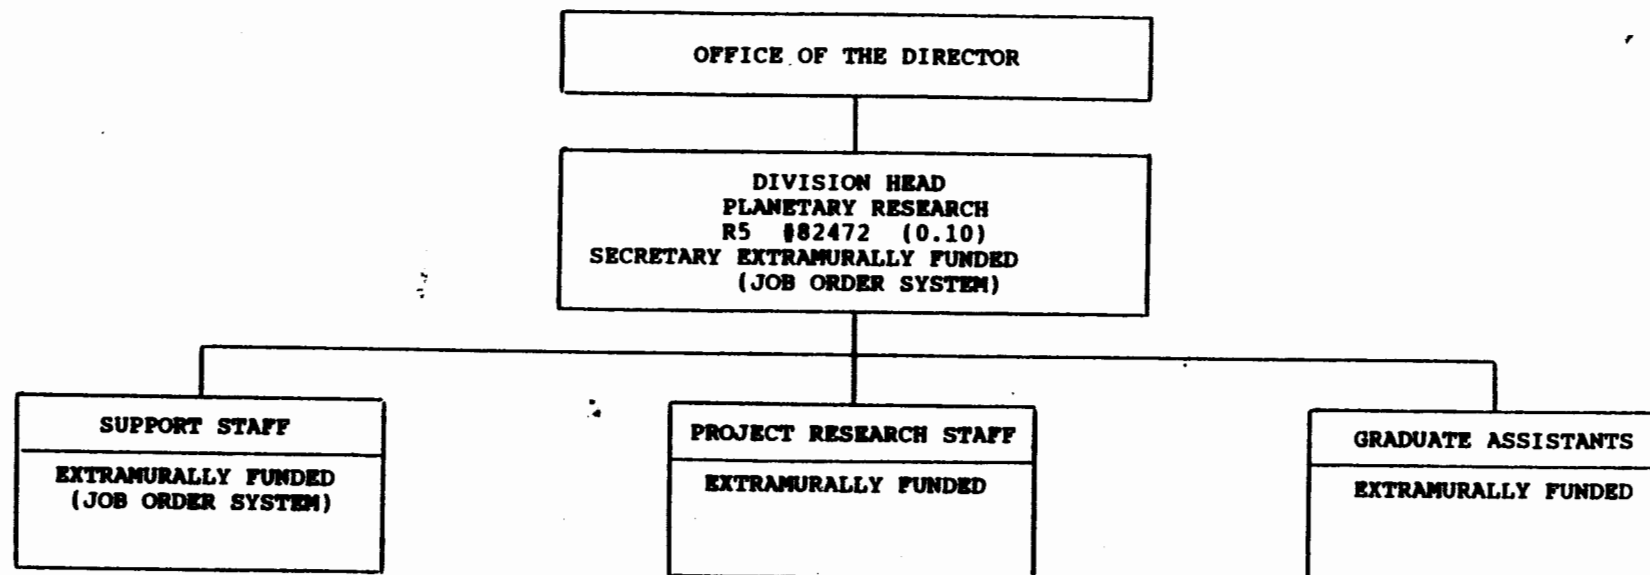 OFFICE OF THE DIRECTOR
DIVISION HEAD
PLANETARY RESEARCH
R5 #82472 (0.10)
SECRETARY EXTRAMURALLY FUNDED
(JOB ORDER SYSTEM)
SUPPORT STAFF
EXTRAMURALLY FUNDED
(JOB ORDER SYSTEM)
PROJECT RESEARCH STAFF
EXTRAMURALLY FUNDED
GRADUATE ASSISTANTS
EXTRAMURALLY FUNDED